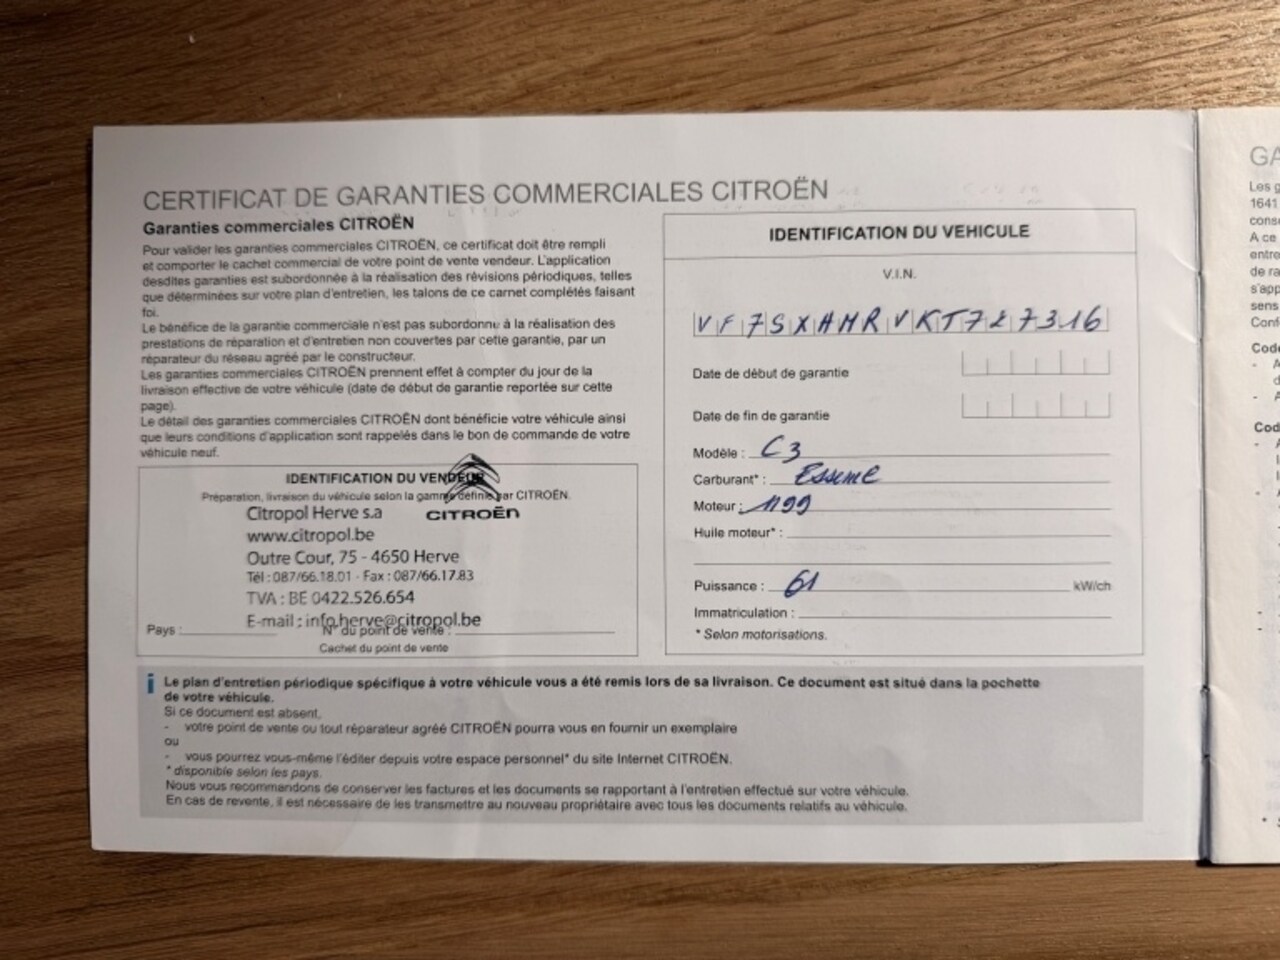 CERTIFICAT DE GARANTIES COMMERCIALES CITROËN
Garanties commerciales CITROËN
Pour valider les garanties commerciales CITROËN, ce certificat doit être rempli
et comporter le cachet commercial de votre point de vente vendeur. L'application
desdites garanties est subordonnée à la réalisation des révisions périodiques, telles
que déterminées sur votre plan d'entretien, les talons de ce carnet complétés faisant
foi.
Le bénéfice de la garantie commerciale n'est pas subordonné à la réalisation des
prestations de réparation et d'entretien non couvertes par cette garantie, par un
réparateur du réseau agréé par le constructeur.
Les garanties commerciales CITROËN prennent effet à compter du jour de la
livraison effective de votre véhicule (date de début de garantie reportée sur cette
page).
Le détail des garanties commerciales CITROËN dont bénéficie votre véhicule ainsi
que leurs conditions d'application sont rappelés dans le bon de commande de votre
véhicule neuf.
IDENTIFICATION DU VENDEUR
Préparation, livraison du véhicule selon la gamme définie par CITROËN.
CITROËN
Citropol Herve s.a
www.citropol.be
Outre Cour, 75 - 4650 Herve
Tél : 087/66.18.01 - Fax : 087/66.17.83
TVA : BE 0422.526.654
E-mail : info.herve@citropol.be
Pays : N° du point de vente :
Cachet du point de vente
IDENTIFICATION DU VEHICULE
V.I.N.
VF7SXHMRVKT727316
Date de début de garantie
Date de fin de garantie
Modèle : C3
Carburant* : Essence
Moteur : 1199
Huile moteur* :
Puissance : 61 kW/ch
Immatriculation :
* Selon motorisations.
i Le plan d'entretien périodique spécifique à votre véhicule vous a été remis lors de sa livraison. Ce document est situé dans la pochette
de votre véhicule.
Si ce document est absent,
- votre point de vente ou tout réparateur agréé CITROËN pourra vous en fournir un exemplaire
ou
- vous pourrez vous-même l'éditer depuis votre espace personnel* du site Internet CITROËN.
* disponible selon les pays.
Nous vous recommandons de conserver les factures et les documents se rapportant à l'entretien effectué sur votre véhicule.
En cas de revente, il est nécessaire de les transmettre au nouveau propriétaire avec tous les documents relatifs au véhicule.
GA
Les g
1641
cons
A ce
entre
de ra
s'app
sens
Conf
Code
- A
d
- A
Cod